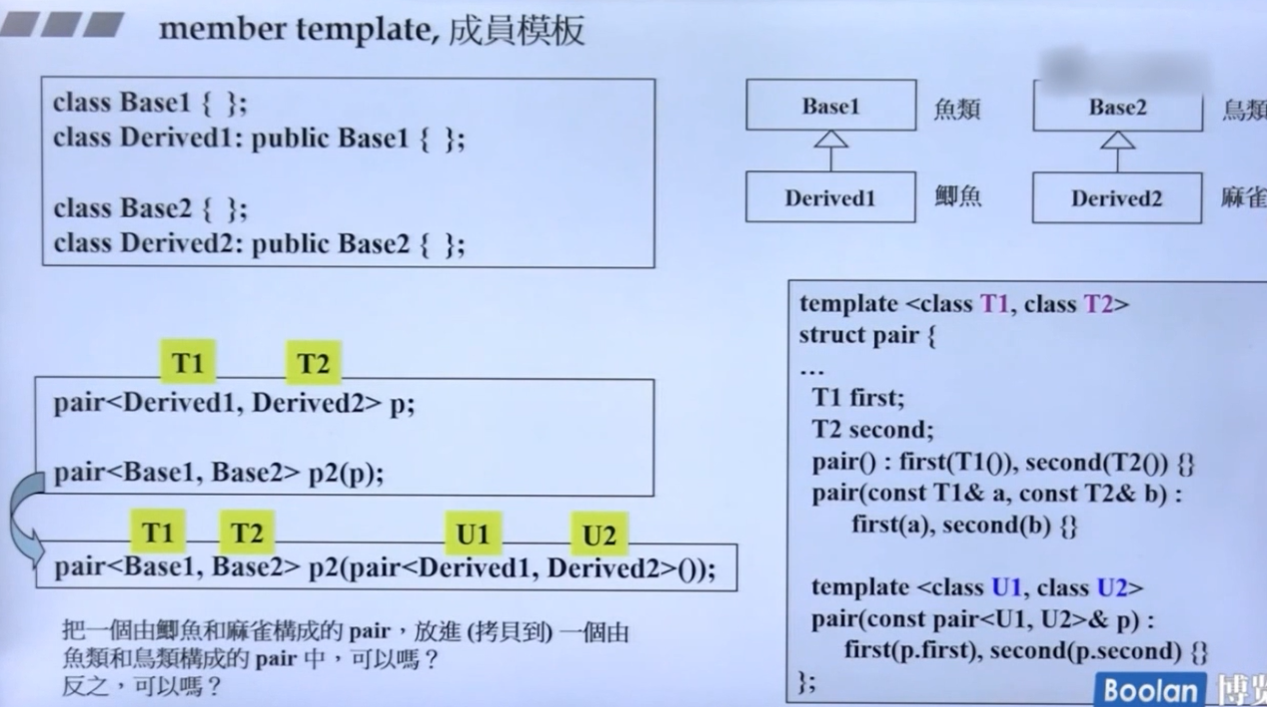 member template, 成員模板
class Base1 { };
class Derived1: public Base1 { };
class Base2 { };
class Derived2: public Base2 { };
Base1 魚類
Derived1 鯽魚
Base2 鳥類
Derived2 麻雀
T1 T2
pair<Derived1, Derived2> p;
pair<Base1, Base2> p2(p);
T1 T2 U1 U2
pair<Base1, Base2> p2(pair<Derived1, Derived2>());
把一個由鯽魚和麻雀構成的 pair,放進 (拷貝到) 一個由
魚類和鳥類構成的 pair 中,可以嗎?
反之,可以嗎?
template <class T1, class T2>
struct pair {
...
T1 first;
T2 second;
pair() : first(T1()), second(T2()) {}
pair(const T1& a, const T2& b) :
first(a), second(b) {}
template <class U1, class U2>
pair(const pair<U1, U2>& p) :
first(p.first), second(p.second) {}
};
Boolan 博览